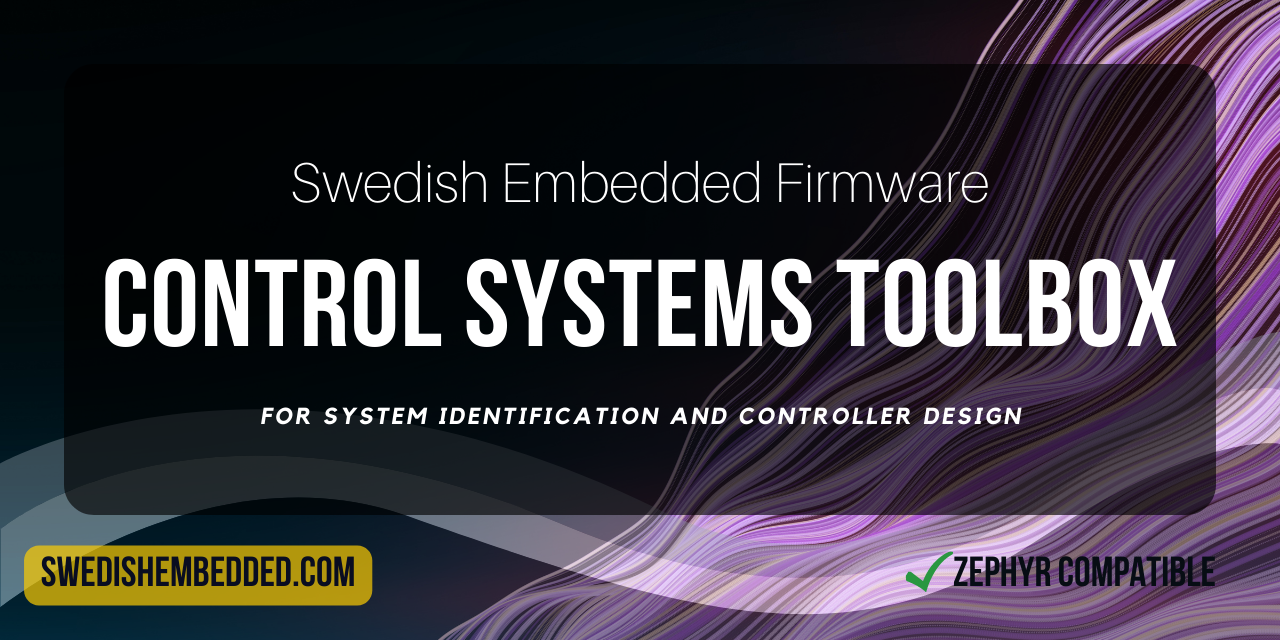 Swedish Embedded Firmware
CONTROL SYSTEMS TOOLBOX
FOR SYSTEM IDENTIFICATION AND CONTROLLER DESIGN
SWEDISHEMBEDDED.COM
ZEPHYR COMPATIBLE